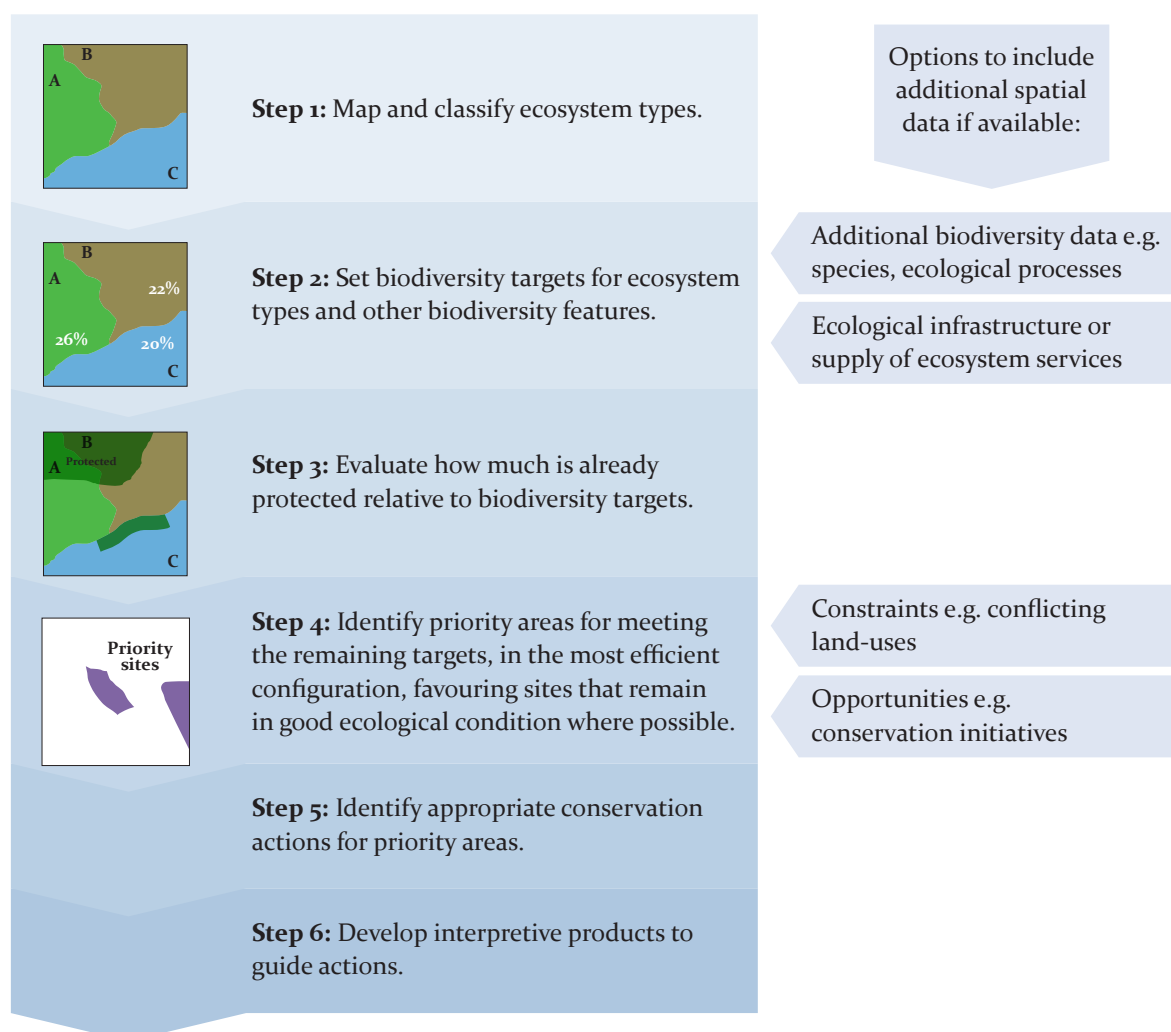 B
A
C
Step 1: Map and classify ecosystem types.
Options to include
additional spatial
data if available:
B
A
22%
26%
20%
C
Step 2: Set biodiversity targets for ecosystem
types and other biodiversity features.
Additional biodiversity data e.g.
species, ecological processes
Ecological infrastructure or
supply of ecosystem services
B
A
Protected
C
Step 3: Evaluate how much is already
protected relative to biodiversity targets.
Priority
sites
Step 4: Identify priority areas for meeting
the remaining targets, in the most efficient
configuration, favouring sites that remain
in good ecological condition where possible.
Constraints e.g. conflicting
land-uses
Opportunities e.g.
conservation initiatives
Step 5: Identify appropriate conservation
actions for priority areas.
Step 6: Develop interpretive products to
guide actions.